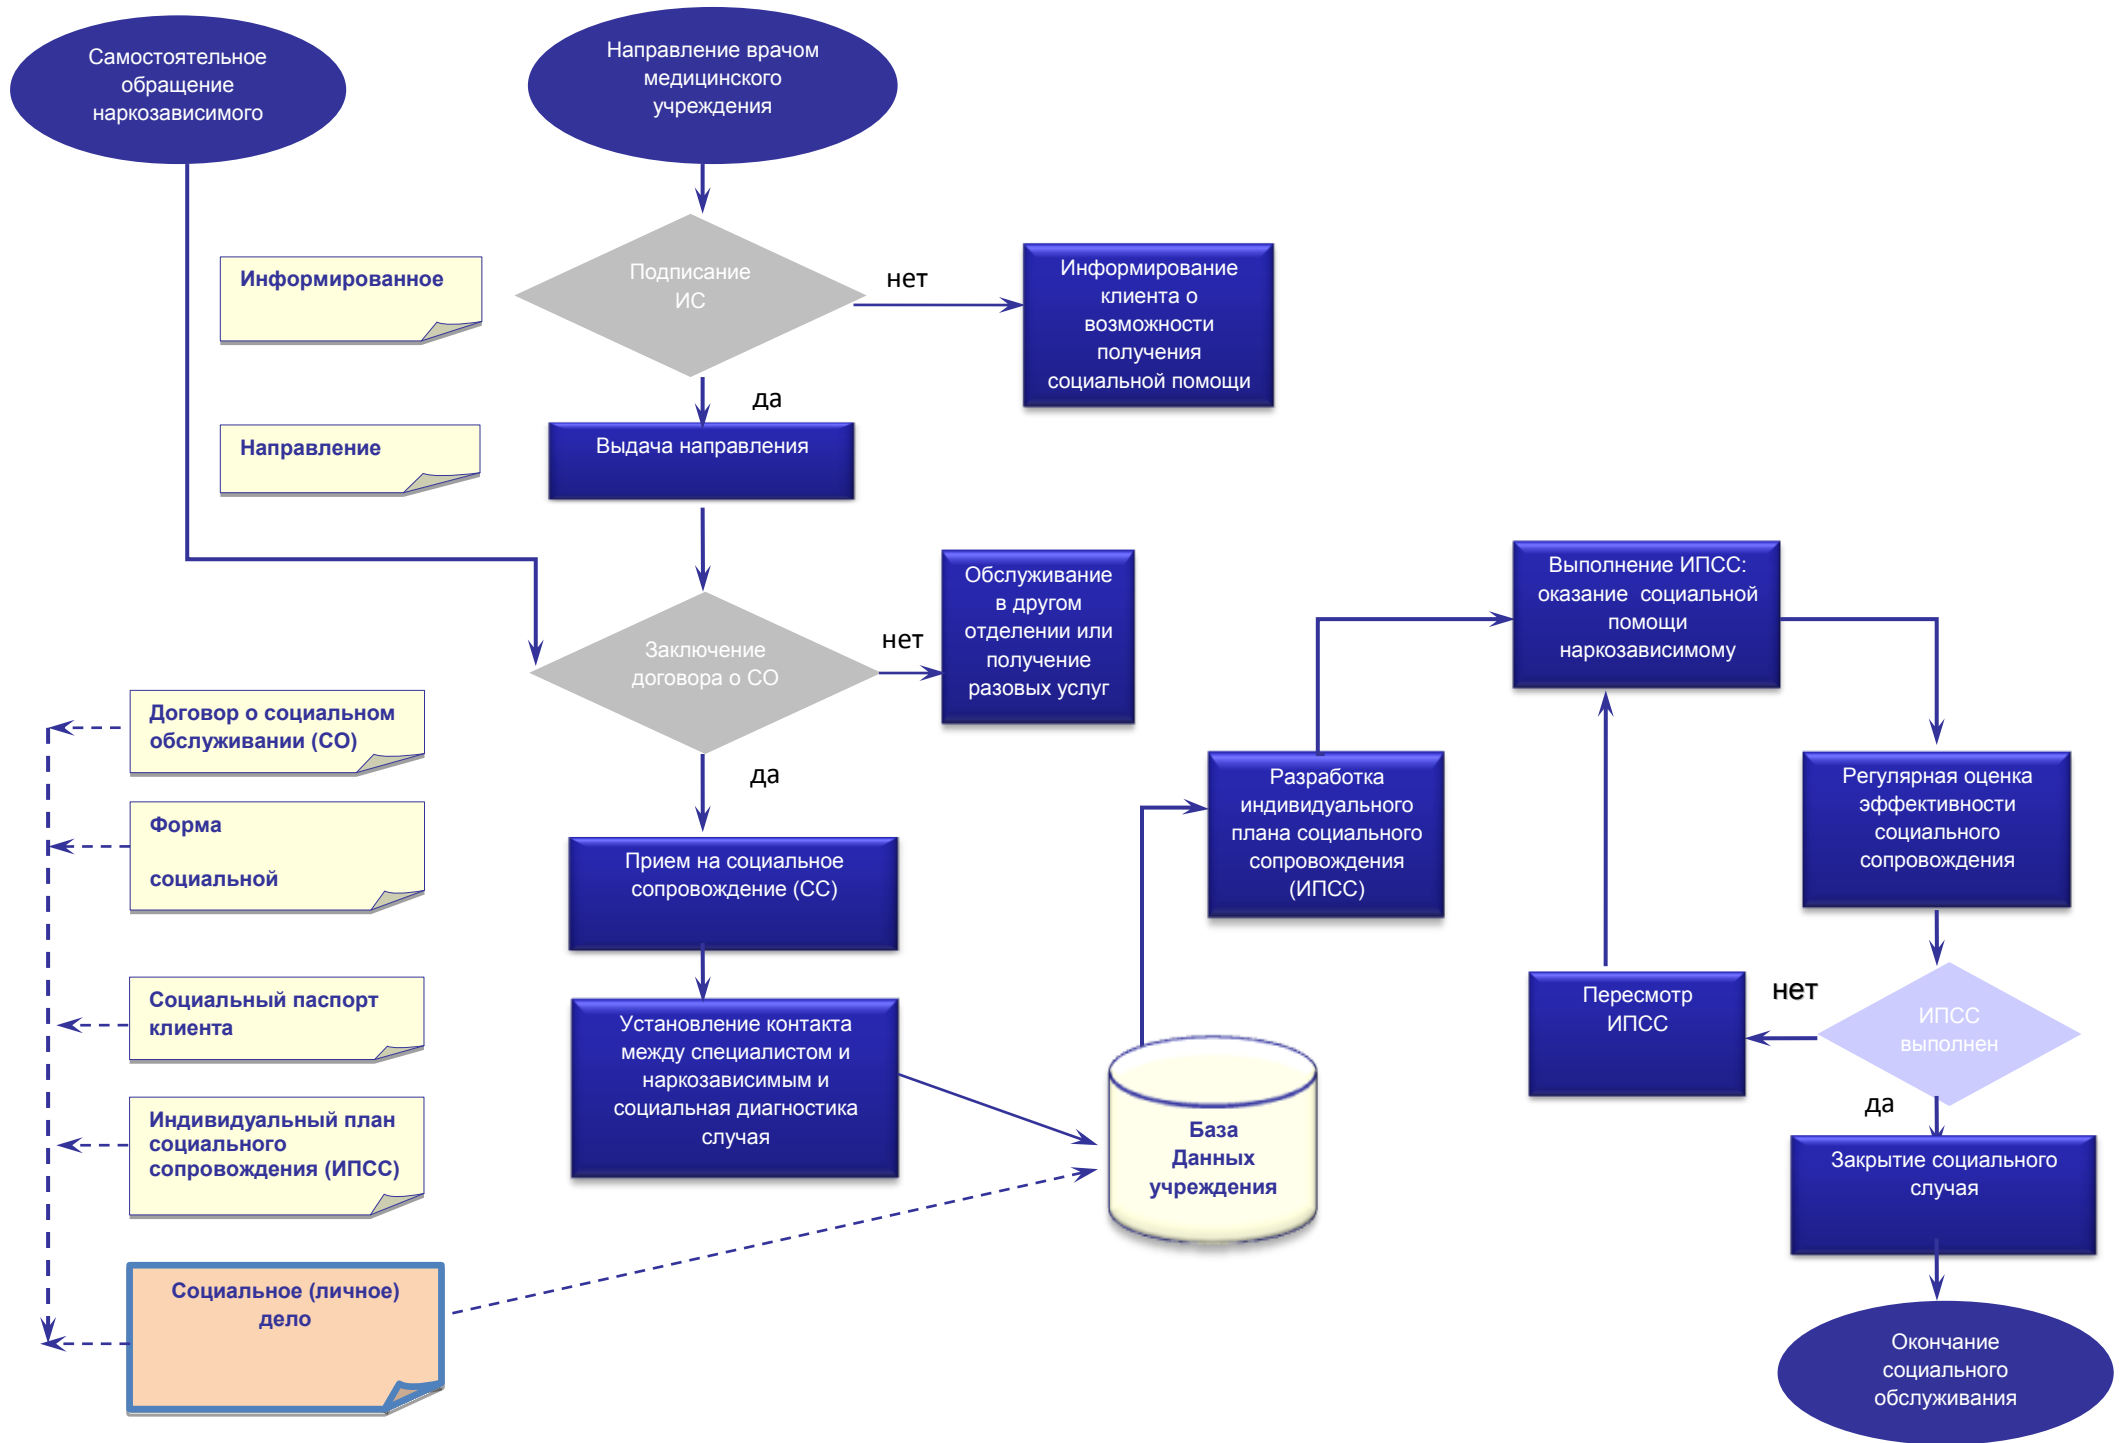 Самостоятельное
обращение
наркозависимого
Направление врачом
медицинского
учреждения
Информированное
Подписание
ИС
нет
Информирование
клиента о
возможности
получения
социальной помощи
да
Направление
Выдача направления
Заключение
договора о СО
нет
Обслуживание
в другом
отделении или
получение
разовых услуг
да
Выполнение ИПСС:
оказание  социальной
помощи
наркозависимому
Договор о социальном
обслуживании (СО)
Форма
социальной
Прием на социальное
сопровождение (СС)
Разработка
индивидуального
плана социального
сопровождения
(ИПСС)
Регулярная оценка
эффективности
социального
сопровождения
Социальный паспорт
клиента
Установление контакта
между специалистом и
наркозависимым и
социальная диагностика
случая
Пересмотр
ИПСС
нет
ИПСС
выполнен
да
Индивидуальный план
социального
сопровождения (ИПСС)
База
Данных
учреждения
Закрытие социального
случая
Социальное (личное)
дело
Окончание
социального
обслуживания